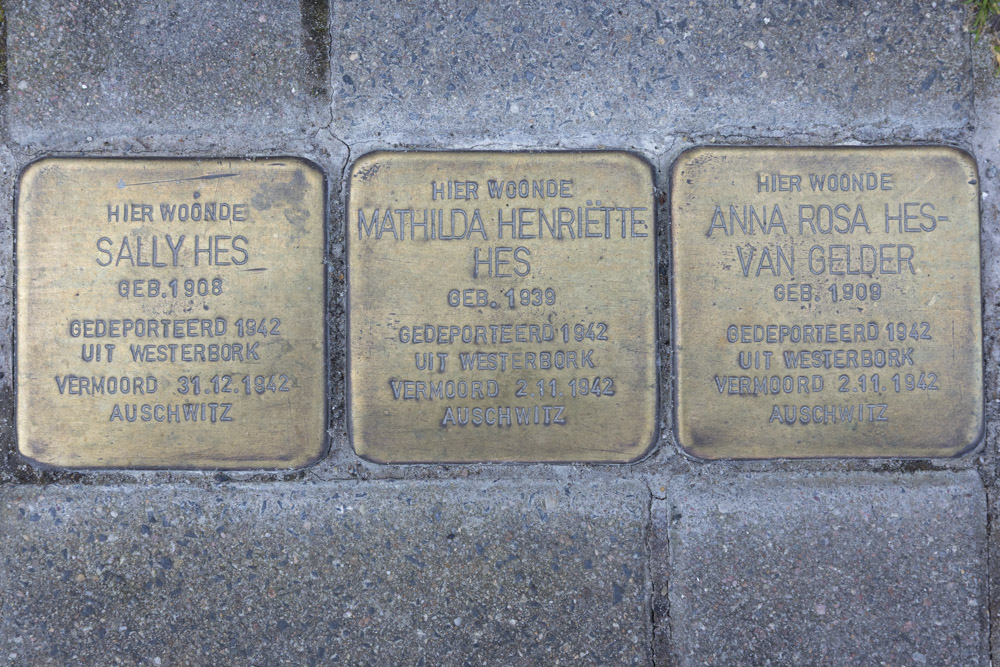 HIER WOONDE
SALLY HES
GEB. 1908
GEDEPORTEERD 1942
UIT WESTERBORK
VERMOORD 31.12.1942
AUSCHWITZ
HIER WOONDE
MATHILDA HENRIËTTE
HES
GEB. 1939
GEDEPORTEERD 1942
UIT WESTERBORK
VERMOORD 2.11.1942
AUSCHWITZ
HIER WOONDE
ANNA ROSA HES-
VAN GELDER
GEB. 1909
GEDEPORTEERD 1942
UIT WESTERBORK
VERMOORD 2.11.1942
AUSCHWITZ